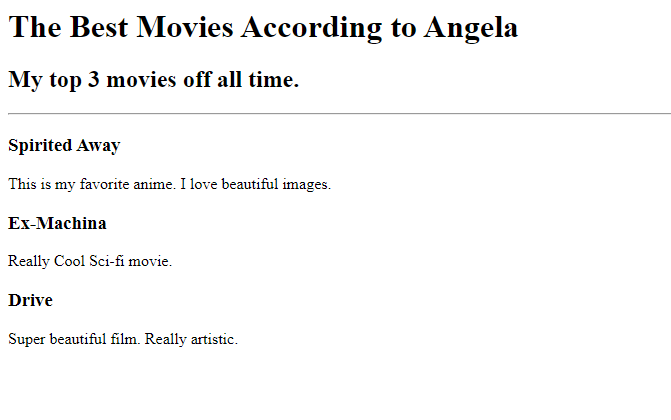 The Best Movies According to Angela
My top 3 movies off all time.
Spirited Away
This is my favorite anime. I love beautiful images.
Ex-Machina
Really Cool Sci-fi movie.
Drive
Super beautiful film. Really artistic.